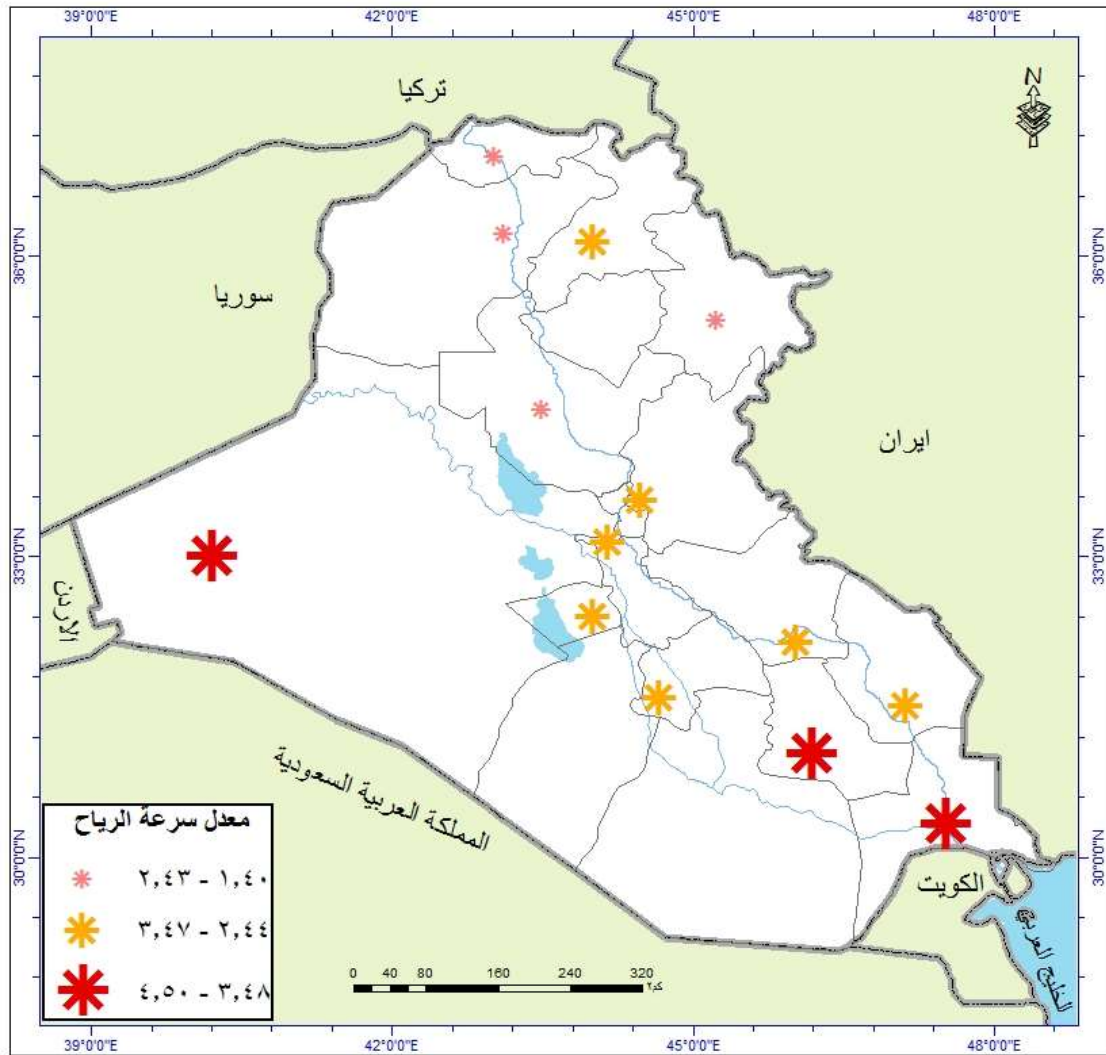 39°0'0"E 42°0'0"E 45°0'0"E 48°0'0"E
N
تركيا
36°0'0"N 36°0'0"N
سوريا
ايران
33°0'0"N 33°0'0"N
الاردن
المملكة العربية السعودية
معدل سرعة الرياح
١,٤٠ - ٢,٤٣
٢,٤٤ - ٣,٤٧
٣,٤٨ - ٤,٥٠
30°0'0"N 30°0'0"N
الكويت
الخليج العربي
0 40 80 160 240 320
كم٢
39°0'0"E 42°0'0"E 45°0'0"E 48°0'0"E